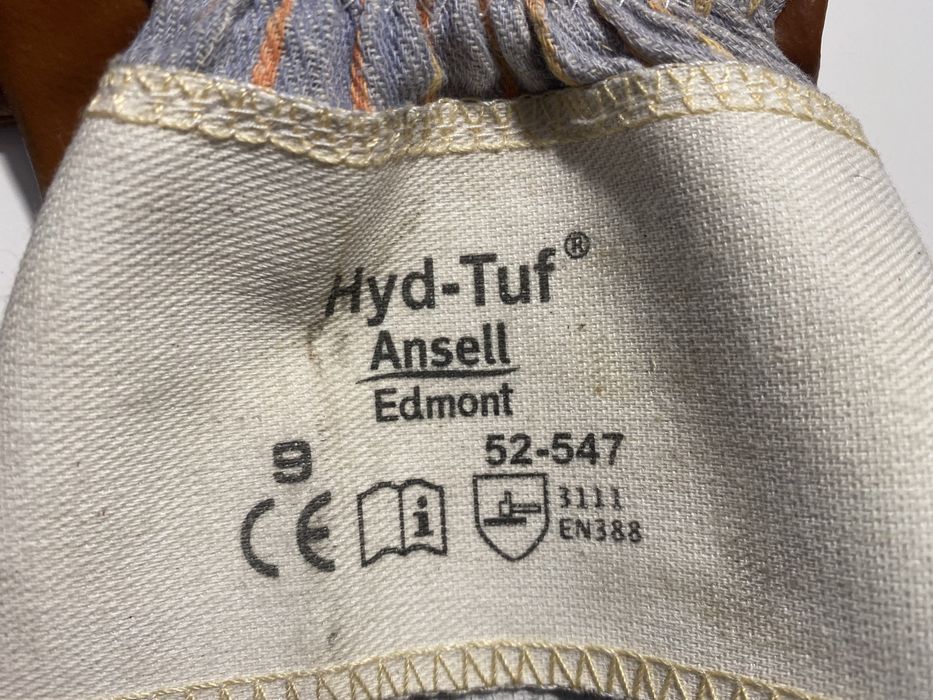 Hyd-Tuf®
Ansell
Edmont
9 52-547
CE i 3111
EN388